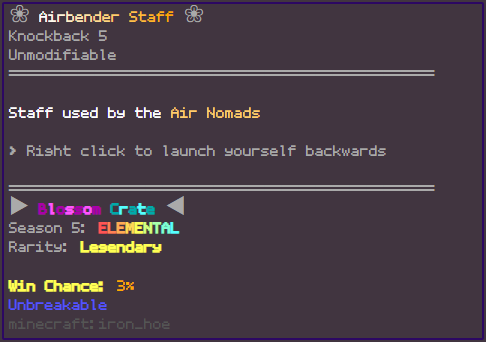 ❀ Airbender Staff ❀
Knockback 5
Unmodifiable
Staff used by the Air Nomads
> Right click to launch yourself backwards
▶ Blossom Crate ◀
Season 5: ELEMENTAL
Rarity: Legendary
Win Chance: 3%
Unbreakable
minecraft:iron_hoe